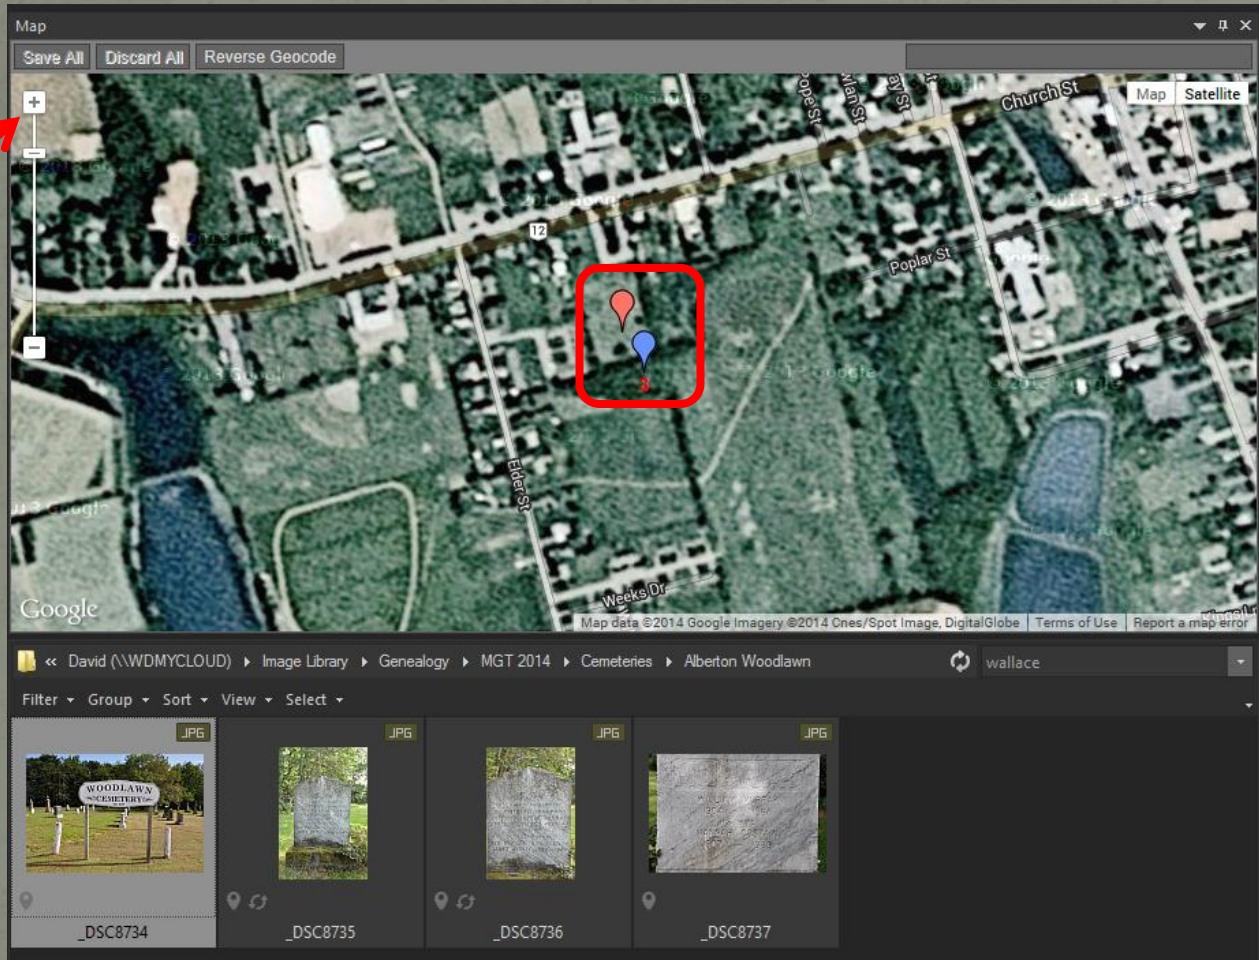 Map
Save All Discard All Reverse Geocode
Map Satellite
Church St
Pope St
12
Poplar St
3
Elder St
Weeks Dr
Google
Map data ©2014 Google Imagery ©2014 Cnes/Spot Image, DigitalGlobe Terms of Use Report a map error
« David (\\WDMYCLOUD) Image Library Genealogy MGT 2014 Cemeteries Alberton Woodlawn wallace
Filter Group Sort View Select
JPG JPG JPG JPG
WOODLAWN
CEMETERY
_DSC8734 _DSC8735 _DSC8736 _DSC8737